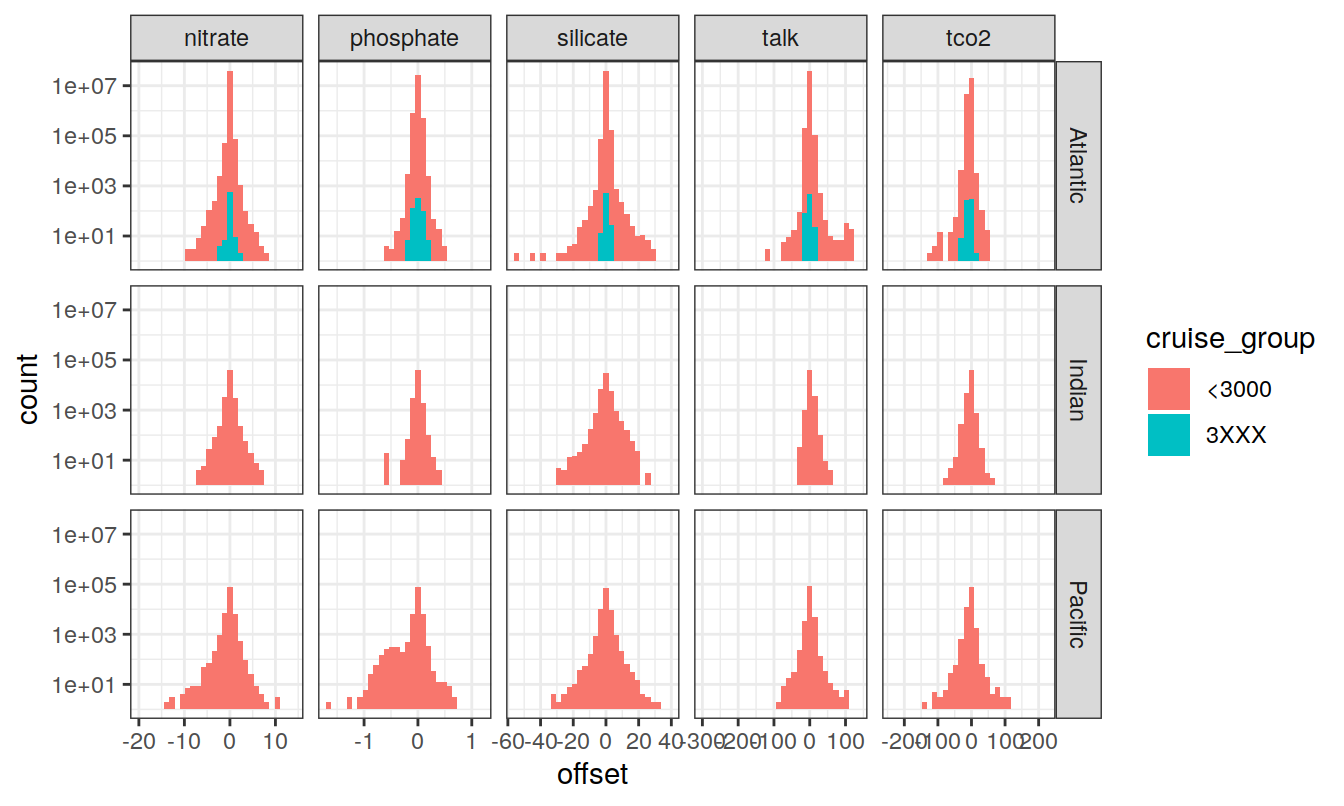 nitrate phosphate silicate talk tco2
1e+07
1e+05
1e+03
1e+01
Atlantic
1e+07
1e+05
1e+03
1e+01
Indian
1e+07
1e+05
1e+03
1e+01
Pacific
count
-20 -10 0 10 -1 0 1 -60 -40 -20 0 20 40 -300 -200 -100 0 100 -200 -100 0 100 200
offset
cruise_group
<3000
3XXX